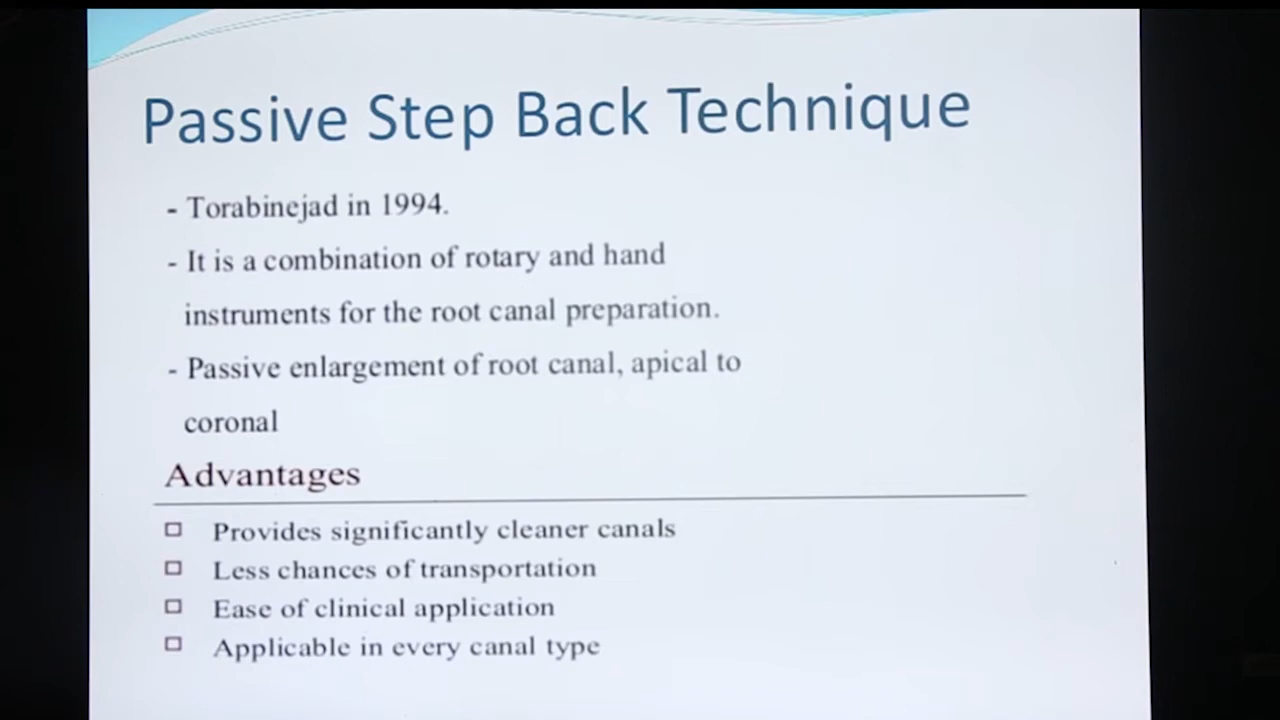 Passive Step Back Technique
- Torabinejad in 1994.
- It is a combination of rotary and hand
instruments for the root canal preparation.
- Passive enlargement of root canal, apical to
coronal
Advantages
Provides significantly cleaner canals
Less chances of transportation
Ease of clinical application
Applicable in every canal type